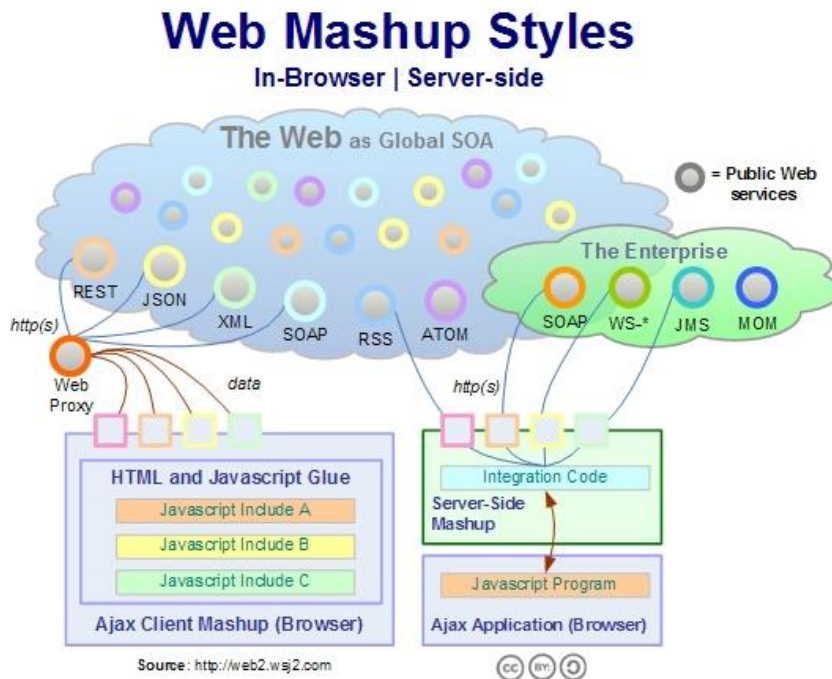 Web Mashup Styles
In-Browser | Server-side
The Web as Global SOA
= Public Web
services
The Enterprise
REST
JSON
XML
SOAP
RSS
ATOM
SOAP
WS-*
JMS
MOM
http(s)
Web
Proxy
data
http(s)
HTML and Javascript Glue
Javascript Include A
Javascript Include B
Javascript Include C
Ajax Client Mashup (Browser)
Integration Code
Server-Side
Mashup
Javascript Program
Ajax Application (Browser)
Source: http://web2.wsj2.com
cc BY: